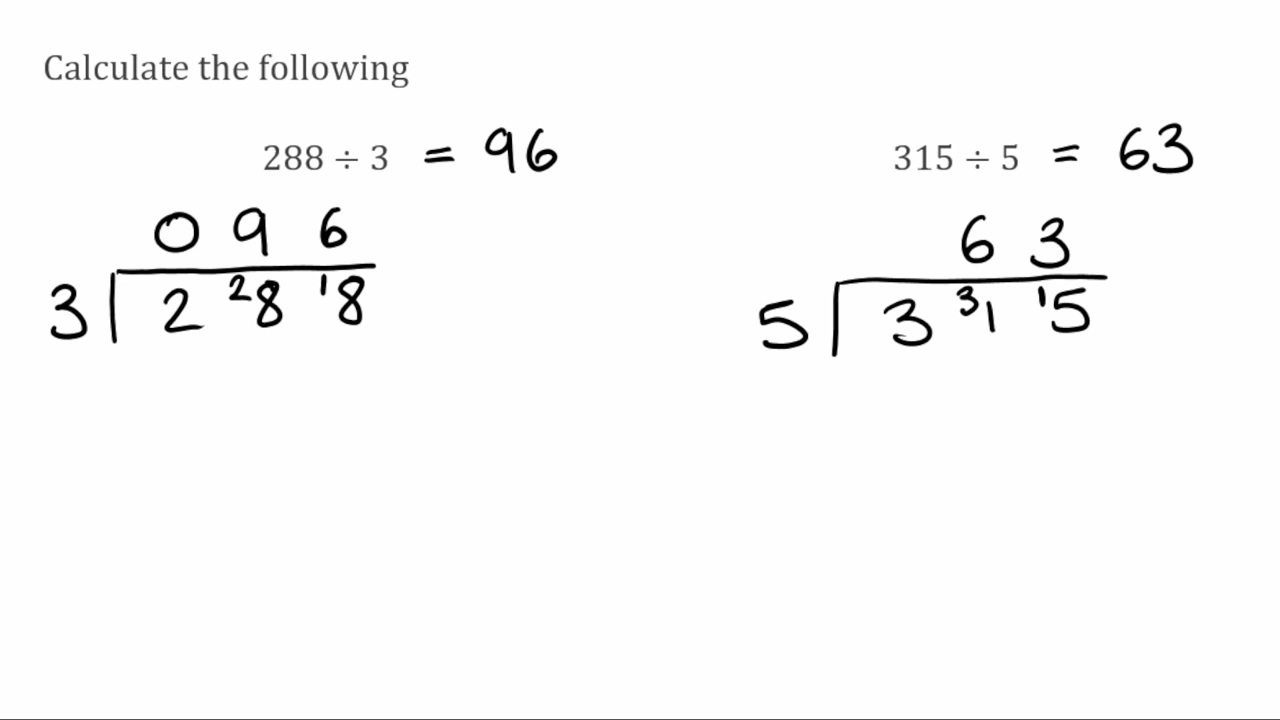 Calculate the following
288 ÷ 3 = 96
315 ÷ 5 = 63
0 9 6
3 2 28 18
6 3
5 3 31 15